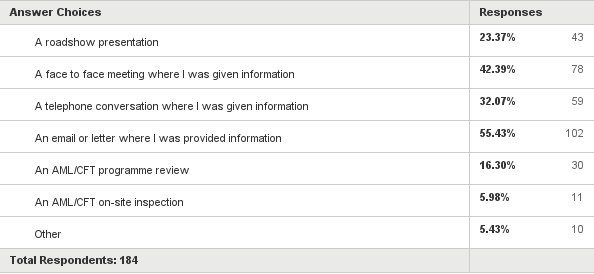 Answer Choices Responses
A roadshow presentation 23.37% 43
A face to face meeting where I was given information 42.39% 78
A telephone conversation where I was given information 32.07% 59
An email or letter where I was provided information 55.43% 102
An AML/CFT programme review 16.30% 30
An AML/CFT on-site inspection 5.98% 11
Other 5.43% 10
Total Respondents: 184